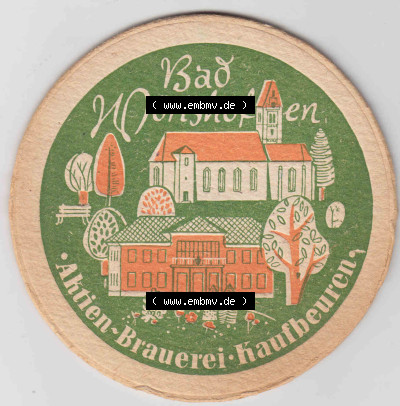 Bad
( www.embmv.de )
Wörishofen
( www.embmv.de )
·Aktien-Brauerei·Kaufbeuren·